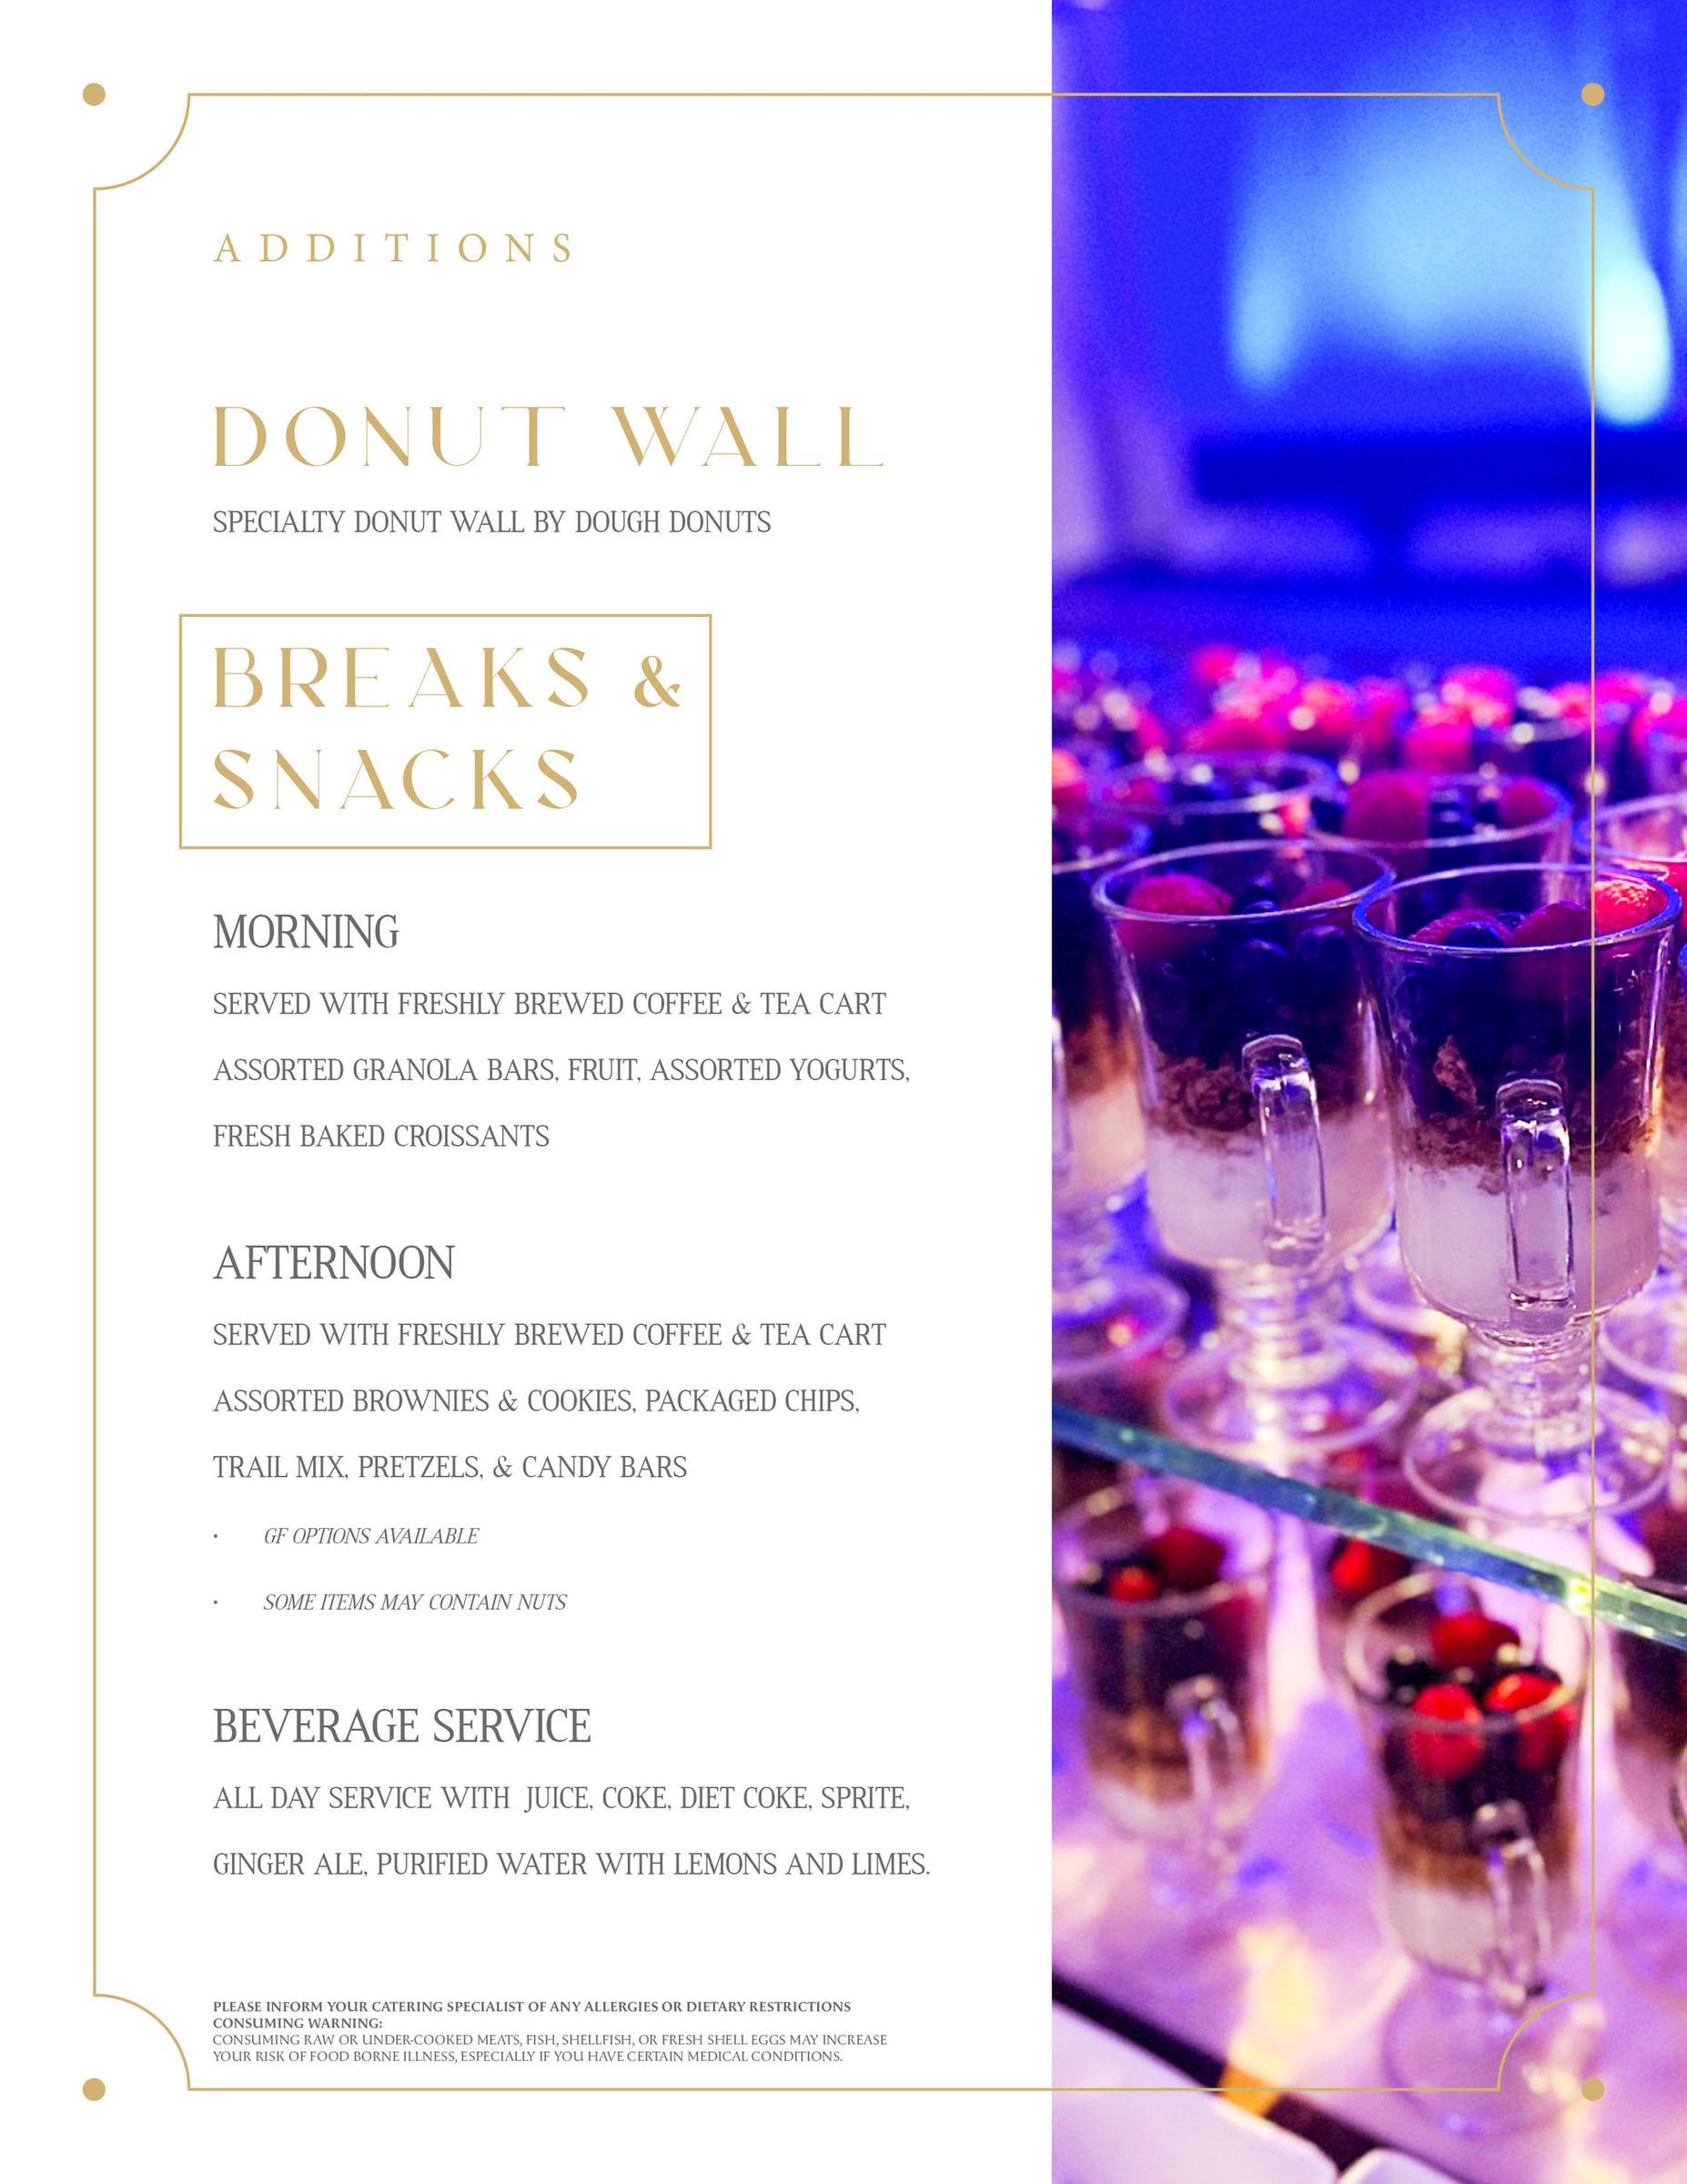 ADDITIONS
DONUT WALL
SPECIALTY DONUT WALL BY DOUGH DONUTS
BREAKS &
SNACKS
MORNING
SERVED WITH FRESHLY BREWED COFFEE & TEA CART
ASSORTED GRANOLA BARS, FRUIT, ASSORTED YOGURTS,
FRESH BAKED CROISSANTS
AFTERNOON
SERVED WITH FRESHLY BREWED COFFEE & TEA CART
ASSORTED BROWNIES & COOKIES, PACKAGED CHIPS,
TRAIL MIX, PRETZELS, & CANDY BARS
• GF OPTIONS AVAILABLE
• SOME ITEMS MAY CONTAIN NUTS
BEVERAGE SERVICE
ALL DAY SERVICE WITH JUICE, COKE, DIET COKE, SPRITE,
GINGER ALE, PURIFIED WATER WITH LEMONS AND LIMES.
PLEASE INFORM YOUR CATERING SPECIALIST OF ANY ALLERGIES OR DIETARY RESTRICTIONS
CONSUMING WARNING:
CONSUMING RAW OR UNDER-COOKED MEATS, FISH, SHELLFISH, OR FRESH SHELL EGGS MAY INCREASE
YOUR RISK OF FOOD BORNE ILLNESS, ESPECIALLY IF YOU HAVE CERTAIN MEDICAL CONDITIONS.